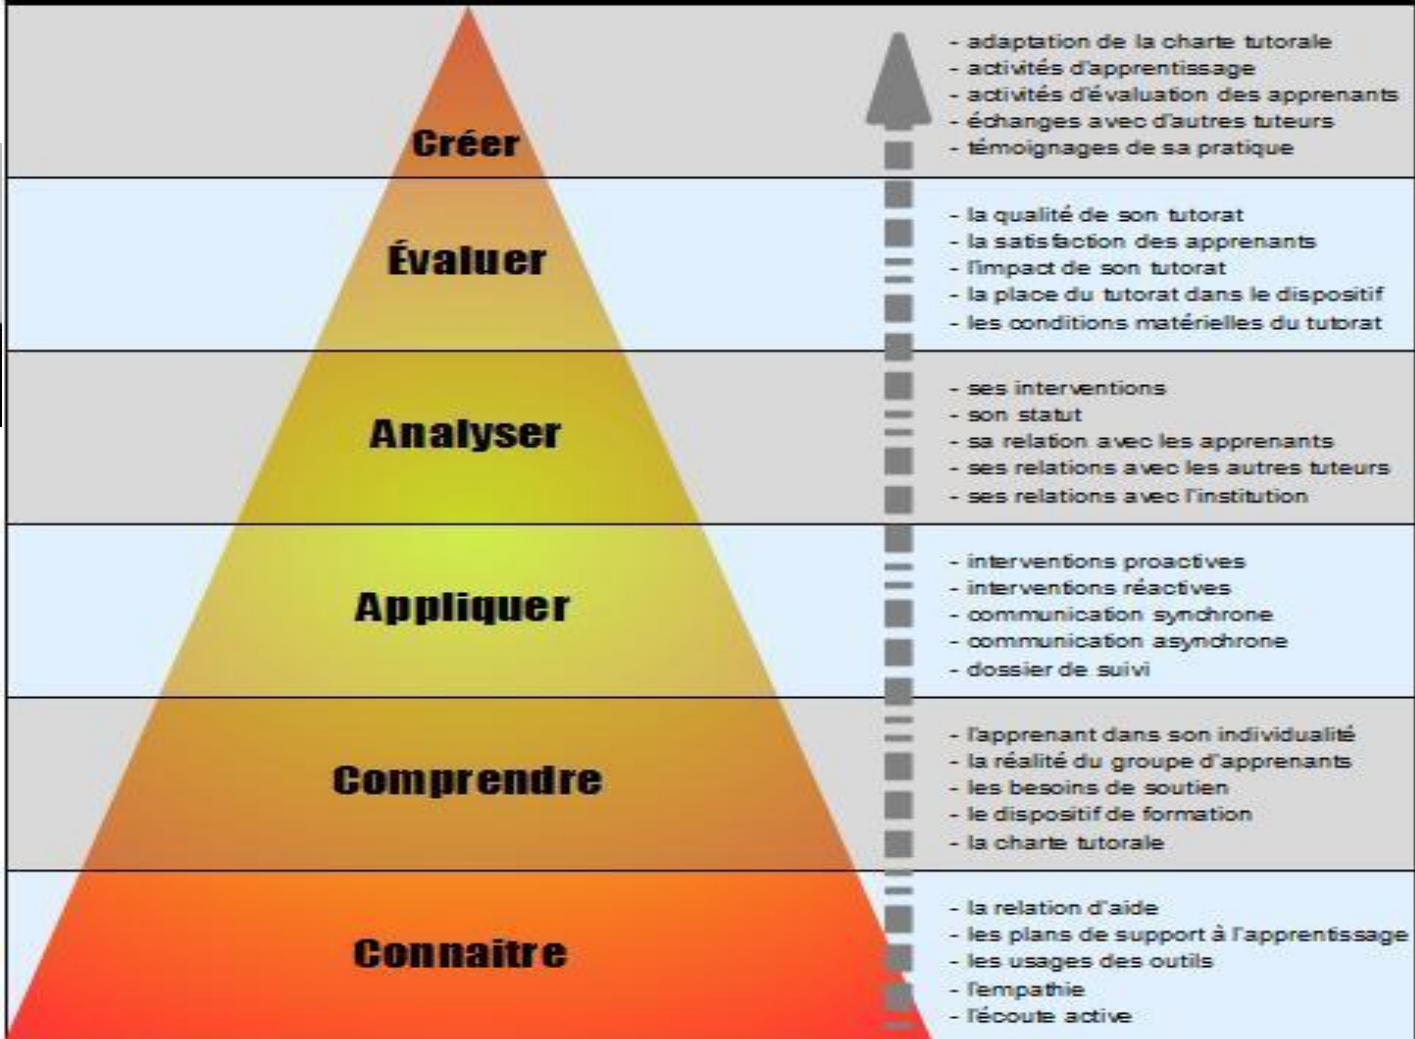 Créer
- adaptation de la charte tutorale
- activités d'apprentissage
- activités d'évaluation des apprenants
- échanges avec d'autres tuteurs
- témoignages de sa pratique
Évaluer
- la qualité de son tutorat
- la satisfaction des apprenants
- l'impact de son tutorat
- la place du tutorat dans le dispositif
- les conditions matérielles du tutorat
Analyser
- ses interventions
- son statut
- sa relation avec les apprenants
- ses relations avec les autres tuteurs
- ses relations avec l'institution
Appliquer
- interventions proactives
- interventions réactives
- communication synchrone
- communication asynchrone
- dossier de suivi
Comprendre
- l'apprenant dans son individualité
- la réalité du groupe d'apprenants
- les besoins de soutien
- le dispositif de formation
- la charte tutorale
Connaitre
- la relation d'aide
- les plans de support à l'apprentissage
- les usages des outils
- l'empathie
- l'écoute active